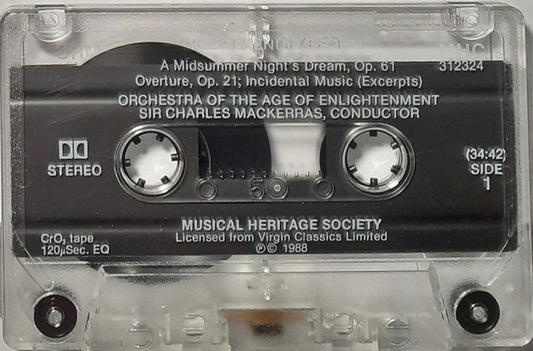 A Midsummer Night's Dream, Op. 61 312324
Overture, Op. 21; Incidental Music (Excerpts)
ORCHESTRA OF THE AGE OF ENLIGHTENMENT
SIR CHARLES MACKERRAS, CONDUCTOR
STEREO
(34:42)
SIDE
1
50
MUSICAL HERITAGE SOCIETY
Licensed from Virgin Classics Limited
℗© 1988
CrO₂ tape
120µSec. EQ